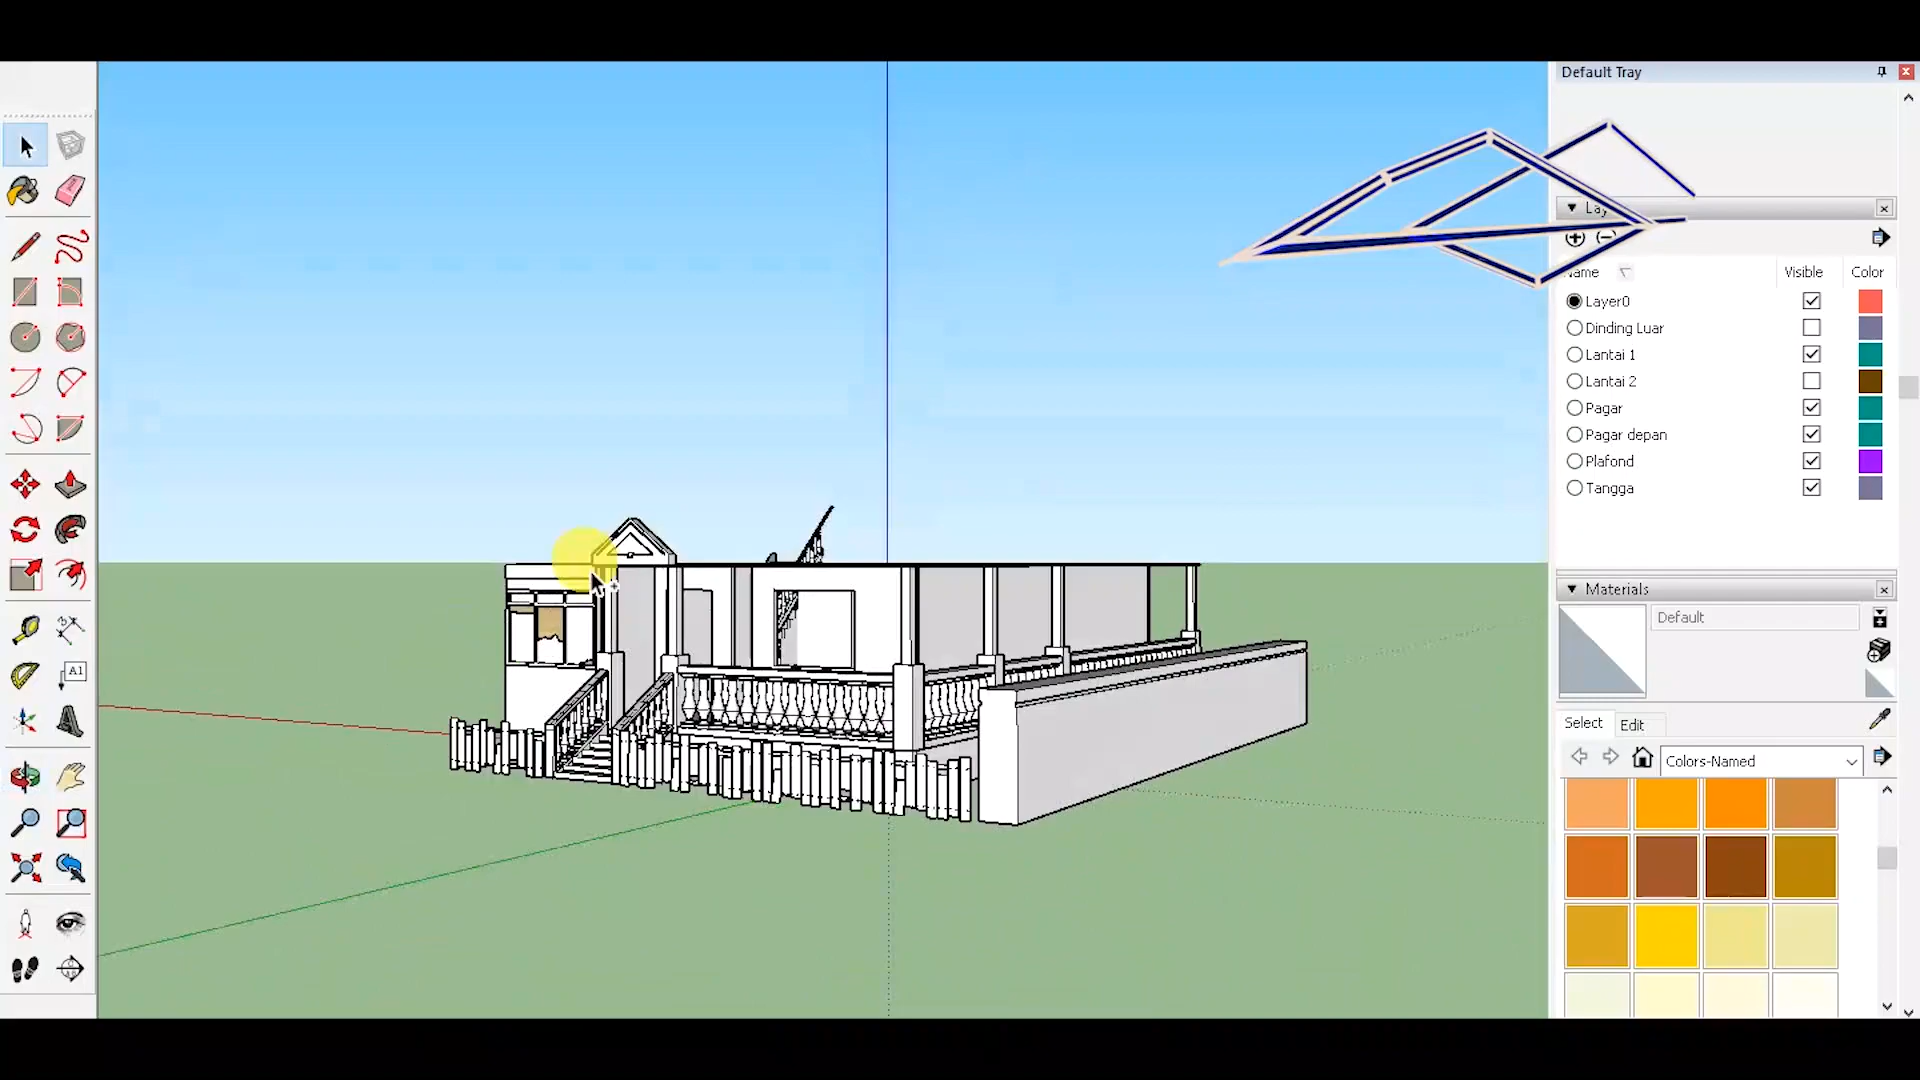 Default Tray
Name
Visible
Color
Layer0
Dinding Luar
Lantai 1
Lantai 2
Pagar
Pagar depan
Plafond
Tangga
Materials
Default
Select
Edit
Colors-Named
A1